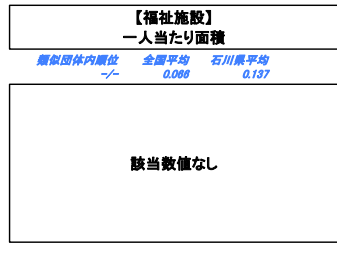 【福祉施設】
一人当たり面積
類似団体内順位 全国平均 石川県平均
-/- 0.086 0.137
該当数値なし